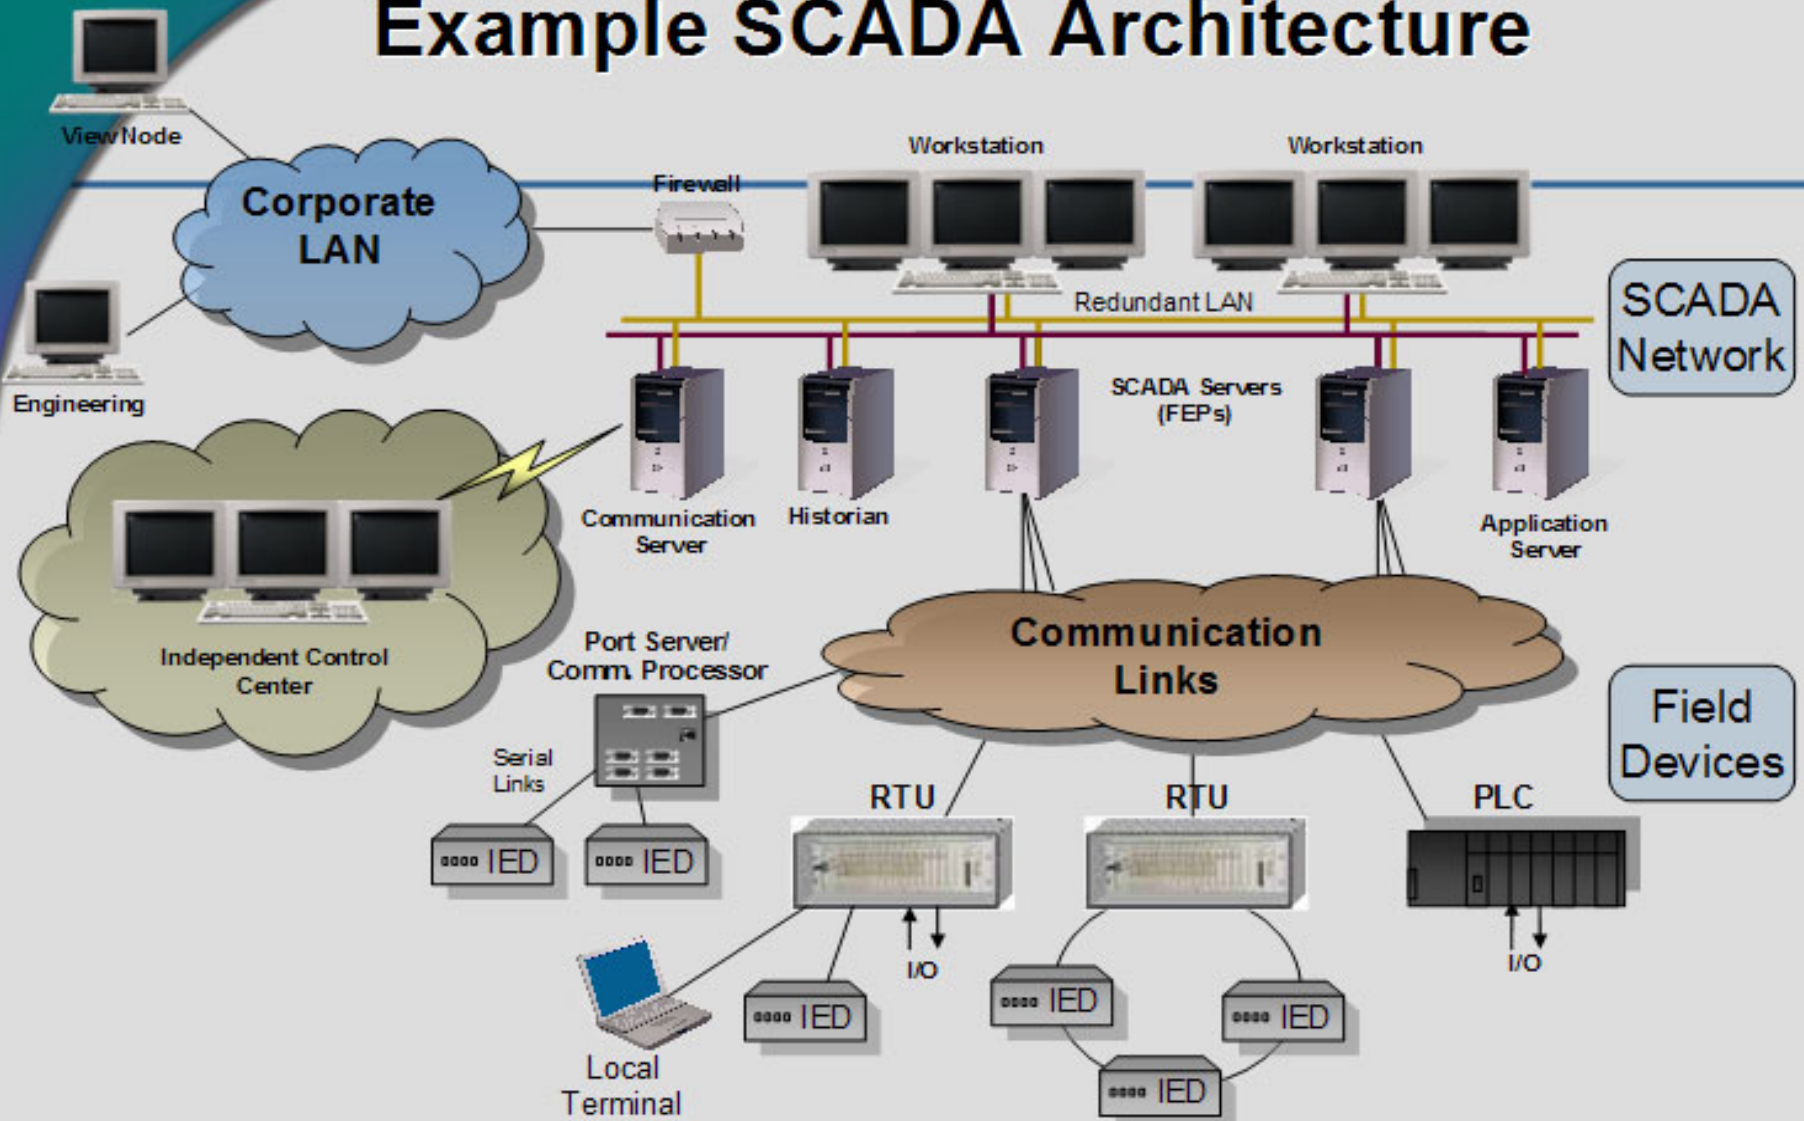 Example SCADA Architecture
View Node
Corporate
LAN
Engineering
Firewall
Workstation
Workstation
Redundant LAN
SCADA
Network
SCADA Servers
(FEPs)
Communication
Server
Historian
Application
Server
Independent Control
Center
Port Server/
Comm. Processor
Communication
Links
Field
Devices
Serial
Links
RTU
RTU
PLC
IED
IED
I/O
I/O
IED
IED
IED
IED
Local
Terminal